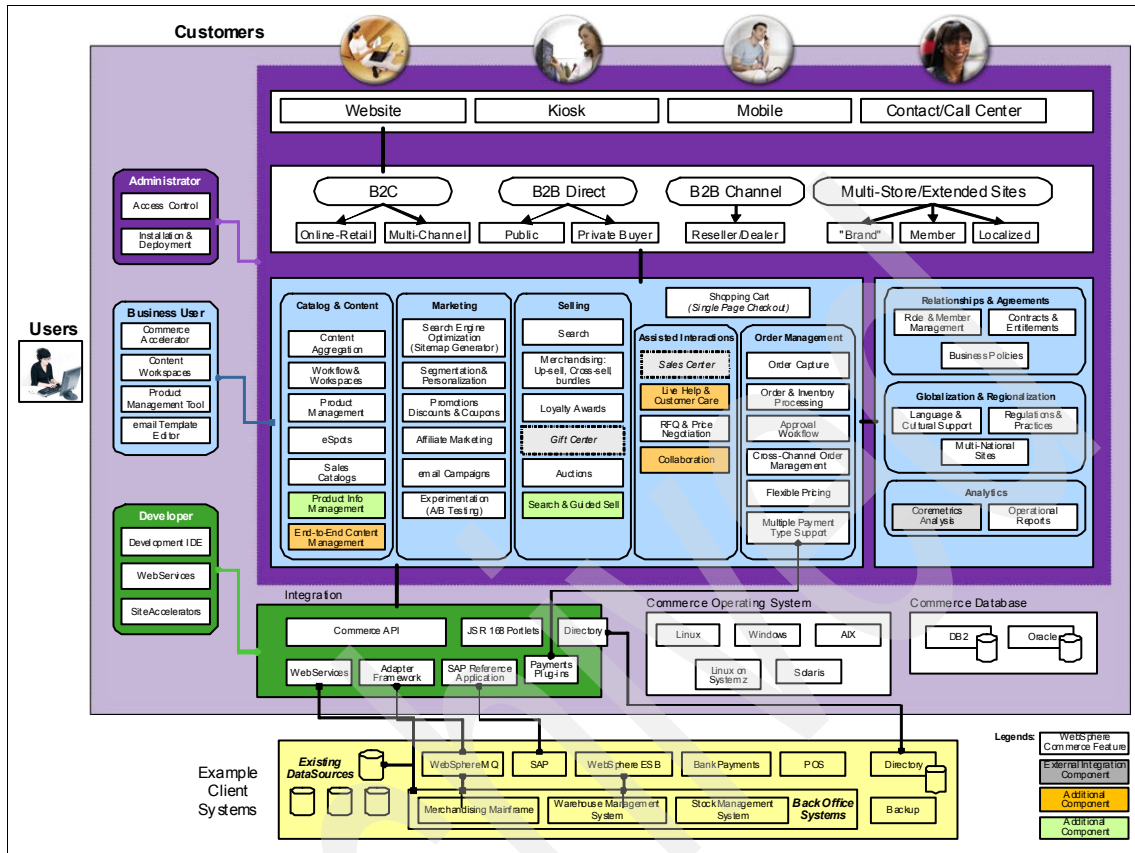 Customers
Website
Kiosk
Mobile
Contact/Call Center
B2C
B2B Direct
B2B Channel
Multi-Store/Extended Sites
Online-Retail
Multi-Channel
Public
Private Buyer
Reseller/Dealer
"Brand"
Member
Localized
Administrator
Access Control
Installation &
Deployment
Users
Business User
Commerce
Accelerator
Content
Workspaces
Product
Management Tool
email Template
Editor
Developer
Development IDE
WebServices
SiteAccelerators
Catalog & Content
Content
Aggregation
Workflow &
Workspaces
Product
Management
eSpots
Sales
Catalogs
Product Info
Management
End-to-End Content
Management
Marketing
Search Engine
Optimization
(Sitemap Generator)
Segmentation &
Personalization
Promotions
Discounts & Coupons
Affiliate Marketing
email Campaigns
Experimentation
(A/B Testing)
Selling
Search
Merchandising:
Up-sell, Cross-sell,
bundles
Loyalty Awards
Gift Center
Auctions
Search & Guided Sell
Shopping Cart
(Single Page Checkout)
Assisted Interactions
Sales Center
Live Help &
Customer Care
RFQ & Price
Negotiation
Collaboration
Order Management
Order Capture
Order & Inventory
Processing
Approval
Workflow
Cross-Channel Order
Management
Flexible Pricing
Multiple Payment
Type Support
Relationships & Agreements
Role & Member
Management
Contracts &
Entitlements
Business Policies
Globalization & Regionalization
Language &
Cultural Support
Regulations &
Practices
Multi-National
Sites
Analytics
Coremetrics
Analysis
Operational
Reports
Integration
Commerce API
JSR 168 Portlets
Directory
WebServices
Adapter
Framework
SAP Reference
Application
Payments
Plug-ins
Commerce Operating System
Linux
Windows
AIX
Linux on
System z
Solaris
Commerce Database
DB2
Oracle
Example
Client
Systems
Existing
DataSources
WebSphere MQ
SAP
WebSphere ESB
Bank Payments
POS
Directory
Merchandising Mainframe
Warehouse Management
System
Stock Management
System
Back Office
Systems
Backup
Legends:
WebSphere
Commerce Feature
External Integration
Component
Additional
Component
Additional
Component